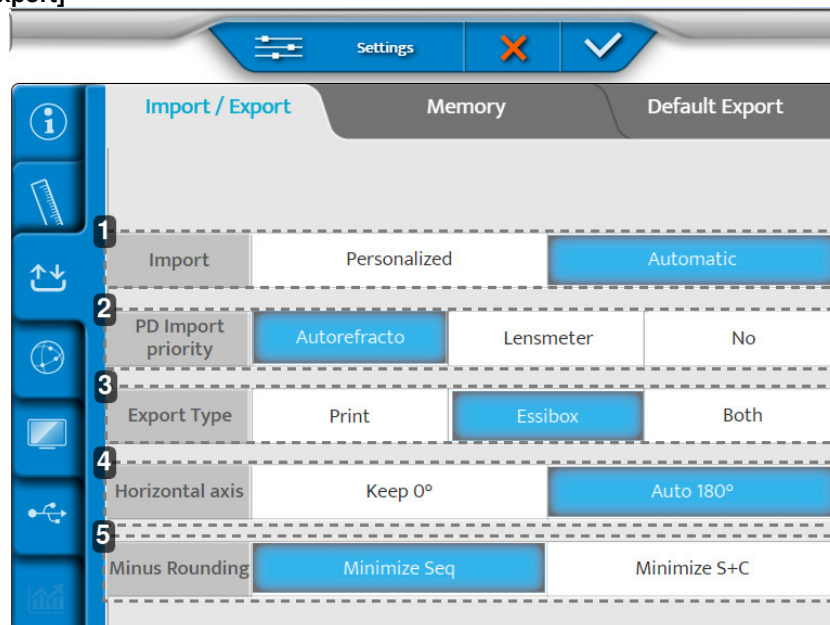 xport]
Settings
Import / Export Memory Default Export
1
Import Personalized Automatic
2
PD Import
priority Autorefracto Lensmeter No
3
Export Type Print Essibox Both
4
Horizontal axis Keep 0° Auto 180°
5
Minus Rounding Minimize Seq Minimize S+C